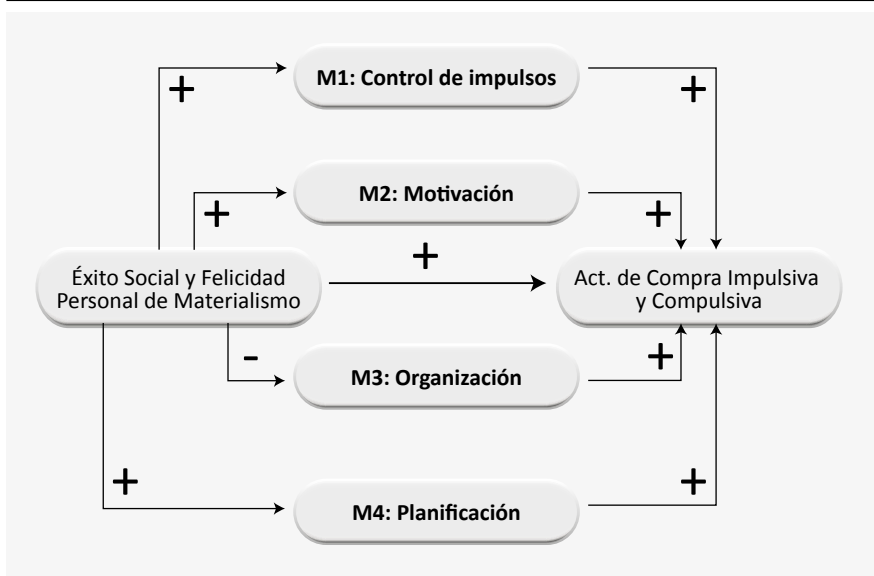 M1: Control de impulsos
+
+
M2: Motivación
+
+
+
Éxito Social y Felicidad
Personal de Materialismo
Act. de Compra Impulsiva
y Compulsiva
-
M3: Organización
+
+
+
M4: Planificación